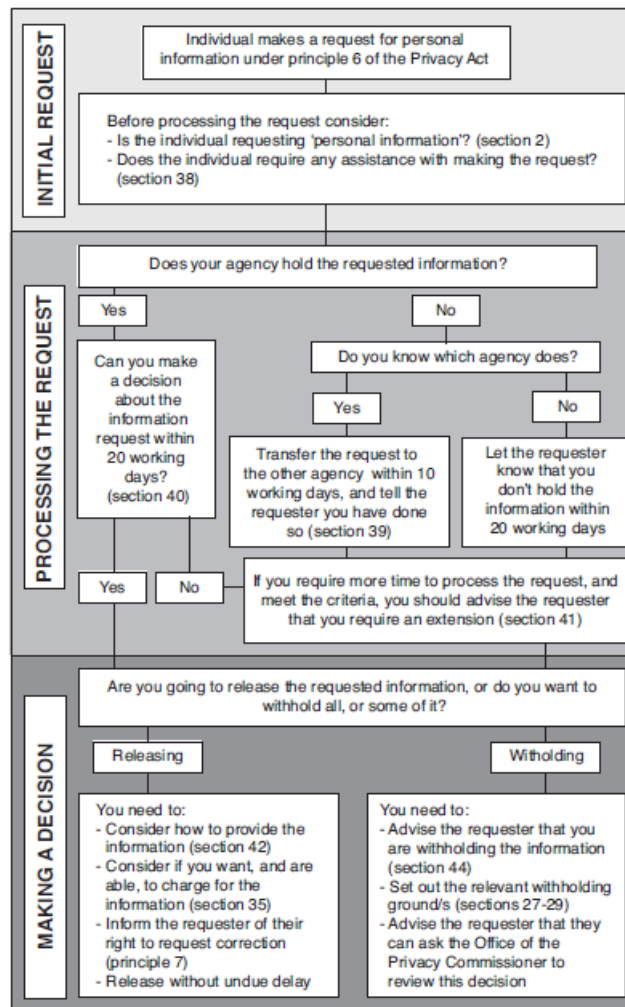 INITIAL REQUEST
Individual makes a request for personal
information under principle 6 of the Privacy Act
Before processing the request consider:
- Is the individual requesting 'personal information'? (section 2)
- Does the individual require any assistance with making the request?
(section 38)
PROCESSING THE REQUEST
Does your agency hold the requested information?
Yes
No
Can you make
a decision
about the
information
request within
20 working
days?
(section 40)
Do you know which agency does?
Yes
No
Transfer the request to
the other agency within 10
working days, and tell the
requester you have done
so (section 39)
Let the requester
know that you
don't hold the
information within
20 working days
Yes
No
If you require more time to process the request, and
meet the criteria, you should advise the requester
that you require an extension (section 41)
MAKING A DECISION
Are you going to release the requested information, or do you want to
withhold all, or some of it?
Releasing
Witholding
You need to:
- Consider how to provide the
information (section 42)
- Consider if you want, and are
able, to charge for the
information (section 35)
- Inform the requester of their
right to request correction
(principle 7)
- Release without undue delay
You need to:
- Advise the requester that you
are withholding the information
(section 44)
- Set out the relevant withholding
ground/s (sections 27-29)
- Advise the requester that they
can ask the Office of the
Privacy Commissioner to
review this decision